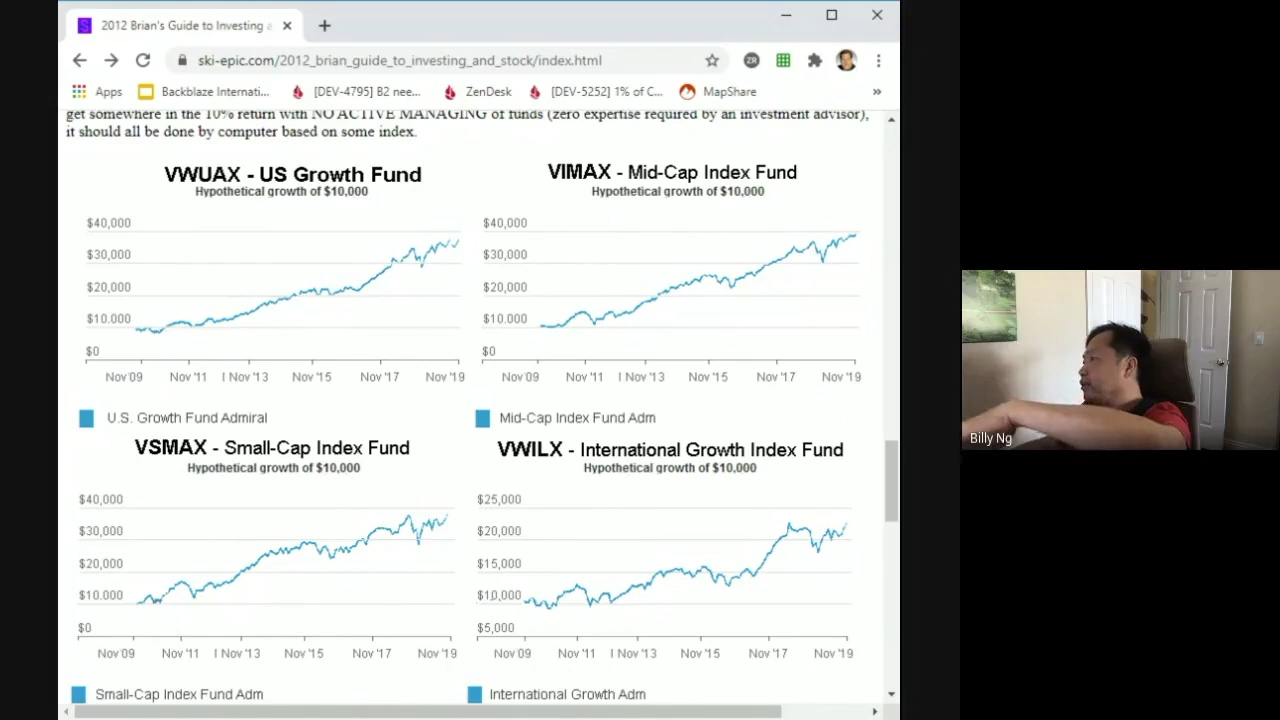 2012 Brian's Guide to Investing a
ski-epic.com/2012_brian_guide_to_investing_and_stock/index.html
ZR
Apps
Backblaze Internati...
[DEV-4795] B2 nee...
ZenDesk
[DEV-5252] 1% of C...
MapShare
»
get somewhere in the 10% return with NO ACTIVE MANAGING of funds (zero expertise required by an investment advisor),
it should all be done by computer based on some index.
VWUAX - US Growth Fund
Hypothetical growth of $10,000
$40,000
$30,000
$20,000
$10.000
$0
Nov'09
Nov'11
Nov'13
Nov'15
Nov'17
Nov'19
U.S. Growth Fund Admiral
VIMAX - Mid-Cap Index Fund
Hypothetical growth of $10,000
$40,000
$30,000
$20,000
$10.000
$0
Nov'09
Nov'11
Nov'13
Nov'15
Nov'17
Nov'19
Mid-Cap Index Fund Adm
VSMAX - Small-Cap Index Fund
Hypothetical growth of $10,000
$40,000
$30,000
$20,000
$10.000
$0
Nov'09
Nov'11
Nov'13
Nov'15
Nov'17
Nov'19
Small-Cap Index Fund Adm
VWILX - International Growth Index Fund
Hypothetical growth of $10,000
$25,000
$20,000
$15,000
$10,000
$5,000
Nov'09
Nov'11
Nov'13
Nov'15
Nov'17
Nov'19
International Growth Adm
Billy Ng